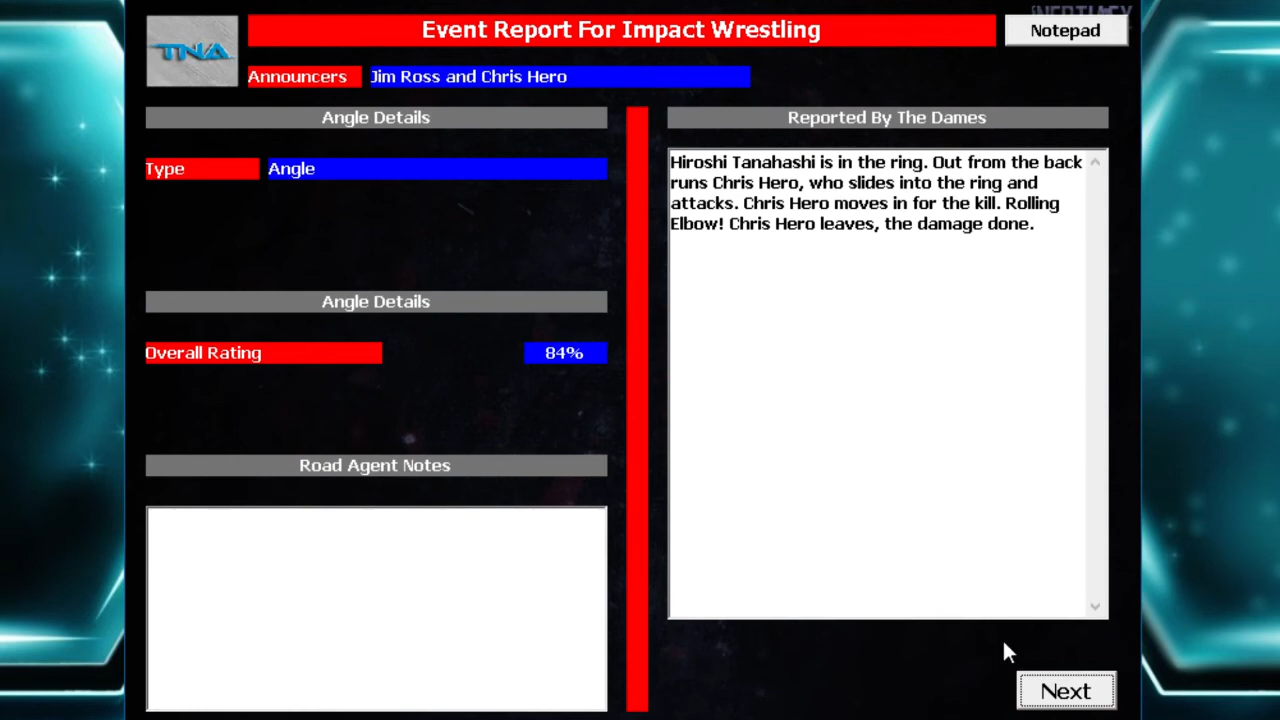 Event Report For Impact Wrestling
Notepad
TNA
Announcers
Jim Ross and Chris Hero
Angle Details
Type
Angle
Angle Details
Overall Rating
84%
Road Agent Notes
Reported By The Dames
Hiroshi Tanahashi is in the ring. Out from the back
runs Chris Hero, who slides into the ring and
attacks. Chris Hero moves in for the kill. Rolling
Elbow! Chris Hero leaves, the damage done.
Next